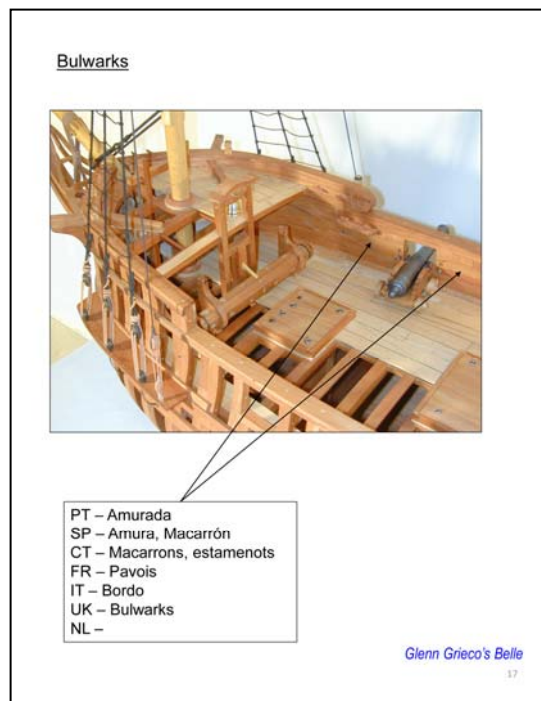 Bulwarks
PT – Amurada
SP – Amura, Macarrón
CT – Macarrons, estamenots
FR – Pavois
IT – Bordo
UK – Bulwarks
NL –
Glenn Grieco's Belle
17